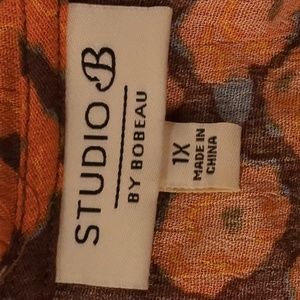 STUDIO B
BY BOBEAU
1X
MADE IN
CHINA